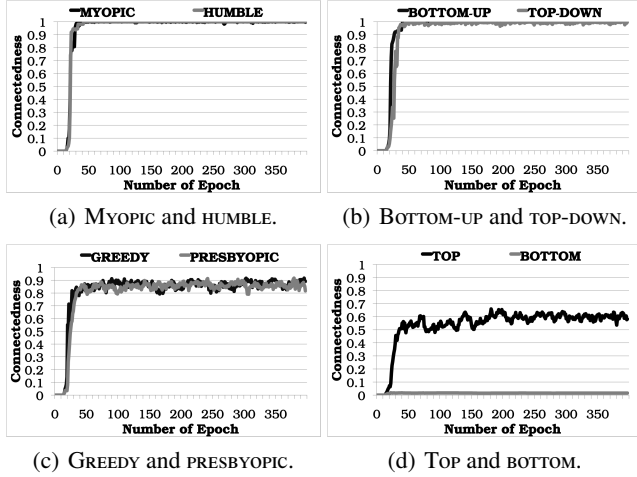 MYOPIC HUMBLE
1
0.9
0.8
0.7
0.6
0.5
0.4
0.3
0.2
0.1
0
Connectedness
0 50 100 150 200 250 300 350
Number of Epoch
(a) Myopic and humble.
BOTTOM-UP TOP-DOWN
1
0.9
0.8
0.7
0.6
0.5
0.4
0.3
0.2
0.1
0
Connectedness
0 50 100 150 200 250 300 350
Number of Epoch
(b) Bottom-up and top-down.
GREEDY PRESBYOPIC
1
0.9
0.8
0.7
0.6
0.5
0.4
0.3
0.2
0.1
0
Connectedness
0 50 100 150 200 250 300 350
Number of Epoch
(c) Greedy and presbyopic.
TOP BOTTOM
1
0.9
0.8
0.7
0.6
0.5
0.4
0.3
0.2
0.1
0
Connectedness
0 50 100 150 200 250 300 350
Number of Epoch
(d) Top and bottom.